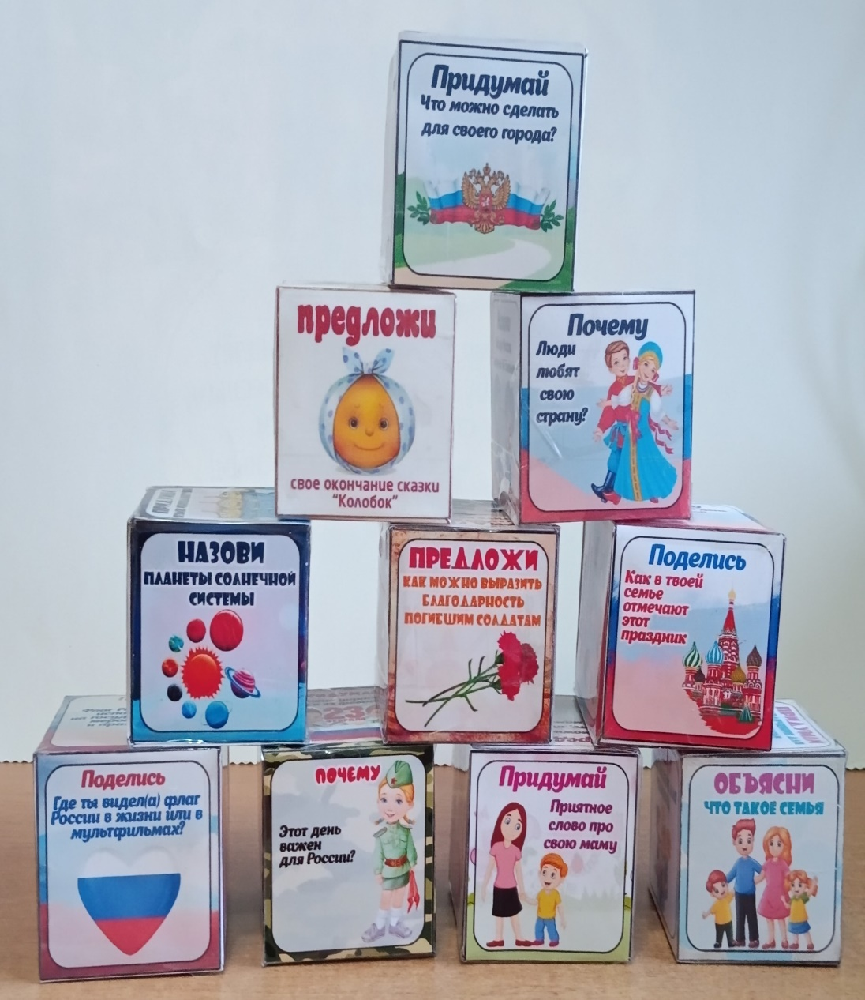 Придумай
Что можно сделать
для своего города?
предложи
свое окончание сказки
"Колобок"
Почему
Люди
любят
свою
страну?
НАЗОВИ
ПЛАНЕТЫ СОЛНЕЧНОЙ
СИСТЕМЫ
ПРЕДЛОЖИ
КАК МОЖНО ВЫРАЗИТЬ
БЛАГОДАРНОСТЬ
ПОГИБШИМ СОЛДАТАМ
Поделись
Как в твоей
семье
отмечают
этот
праздник
Поделись
Где ты видел(а) флаг
России в жизни или в
мультфильмах?
ПОЧЕМУ
Этот день
важен
для России?
Придумай
Приятное
слово про
свою маму
ОБЪЯСНИ
ЧТО ТАКОЕ СЕМЬЯ